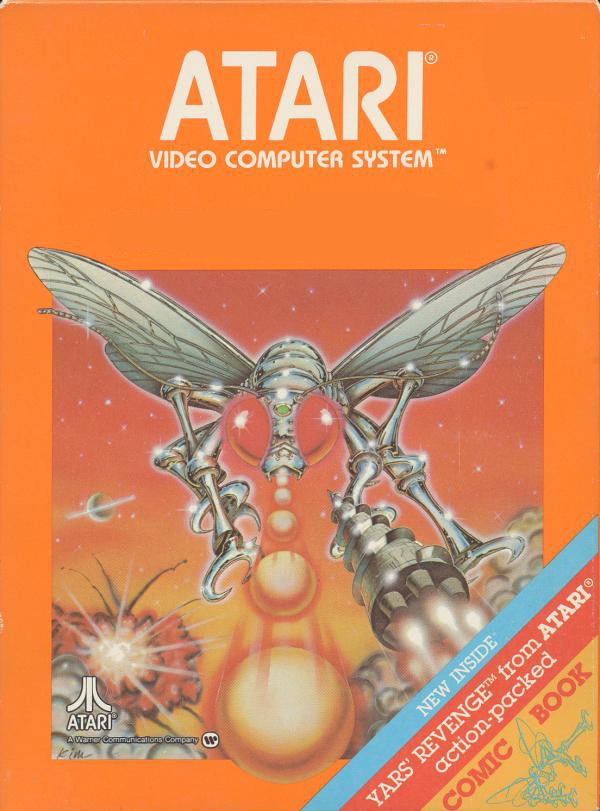 ATARI®
VIDEO COMPUTER SYSTEM™
NEW INSIDE
YARS' REVENGE™ from ATARI®
action-packed
COMIC BOOK
ATARI®
A Warner Communications Company W
Kim